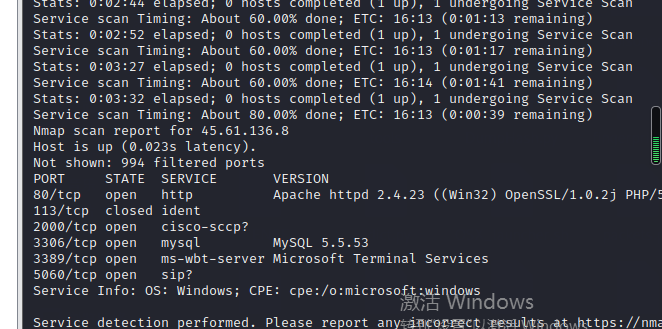 Stats: 0:02:44 elapsed; 0 hosts completed (1 up), 1 undergoing Service Scan
Service scan Timing: About 60.00% done; ETC: 16:13 (0:01:13 remaining)
Stats: 0:02:52 elapsed; 0 hosts completed (1 up), 1 undergoing Service Scan
Service scan Timing: About 60.00% done; ETC: 16:13 (0:01:17 remaining)
Stats: 0:03:27 elapsed; 0 hosts completed (1 up), 1 undergoing Service Scan
Service scan Timing: About 60.00% done; ETC: 16:14 (0:01:41 remaining)
Stats: 0:03:32 elapsed; 0 hosts completed (1 up), 1 undergoing Service Scan
Service scan Timing: About 80.00% done; ETC: 16:13 (0:00:39 remaining)
Nmap scan report for 45.61.136.8
Host is up (0.023s latency).
Not shown: 994 filtered ports
PORT STATE SERVICE VERSION
80/tcp open http Apache httpd 2.4.23 ((Win32) OpenSSL/1.0.2j PHP/5
113/tcp closed ident
2000/tcp open cisco-sccp?
3306/tcp open mysql MySQL 5.5.53
3389/tcp open ms-wbt-server Microsoft Terminal Services
5060/tcp open sip?
Service Info: OS: Windows; CPE: cpe:/o:microsoft:windows
激活 Windows
Service detection performed. Please report any incorrect results at https://nma